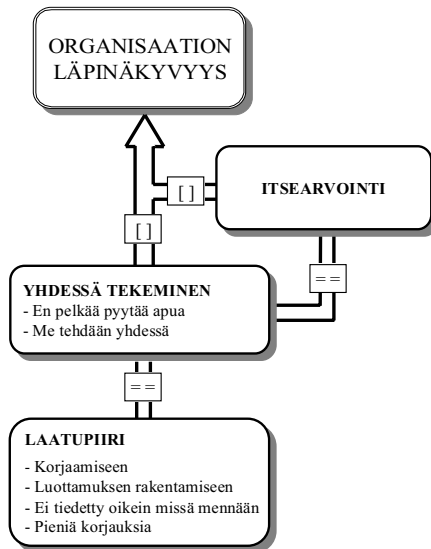 ORGANISAATION
LÄPINÄKYVYYS
[ ]
ITSEARVOINTI
[ ]
= =
YHDESSÄ TEKEMINEN
- En pelkää pyytää apua
- Me tehdään yhdessä
= =
LAATUPIIRI
- Korjaamiseen
- Luottamuksen rakentamiseen
- Ei tiedetty oikein missä mennään
- Pieniä korjauksia